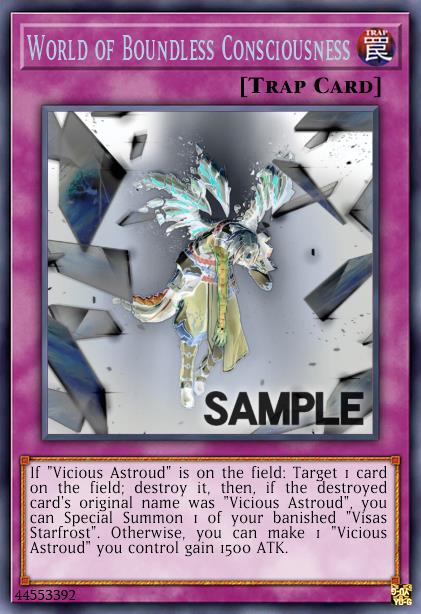 World of Boundless Consciousness
TRAP
罠
[Trap Card]
SAMPLE
If "Vicious Astroud" is on the field: Target 1 card
on the field; destroy it, then, if the destroyed
card's original name was "Vicious Astroud", you
can Special Summon 1 of your banished "Visas
Starfrost". Otherwise, you can make 1 "Vicious
Astroud" you control gain 1500 ATK.
44553392